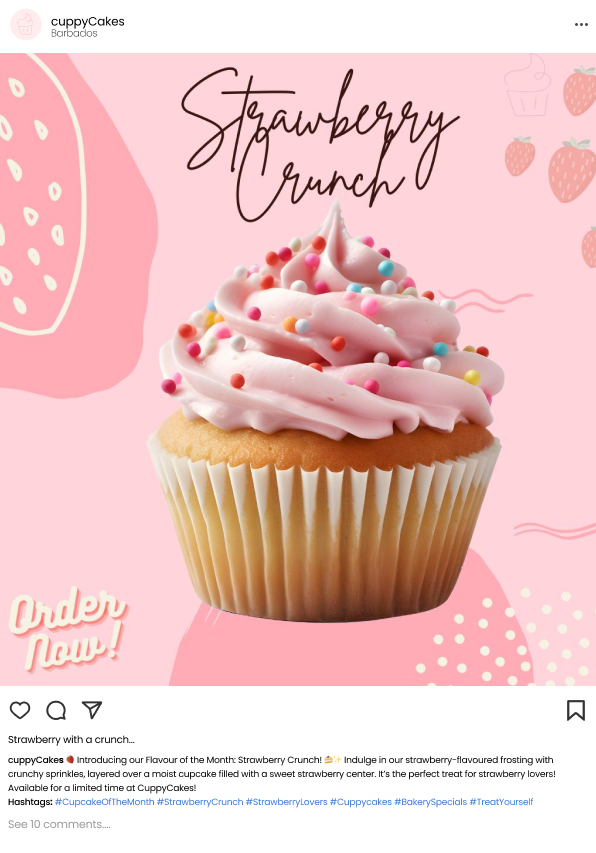 cuppyCakes
Barbados
Strawberry
Crunch
Order
Now!
Strawberry with a crunch...
cuppyCakes 🍓 Introducing our Flavour of the Month: Strawberry Crunch! 🍰✨ Indulge in our strawberry-flavoured frosting with
crunchy sprinkles, layered over a moist cupcake filled with a sweet strawberry center. It's the perfect treat for strawberry lovers!
Available for a limited time at CuppyCakes!
Hashtags: #CupcakeOfTheMonth #StrawberryCrunch #StrawberryLovers #Cuppycakes #BakerySpecials #TreatYourself
See 10 comments....